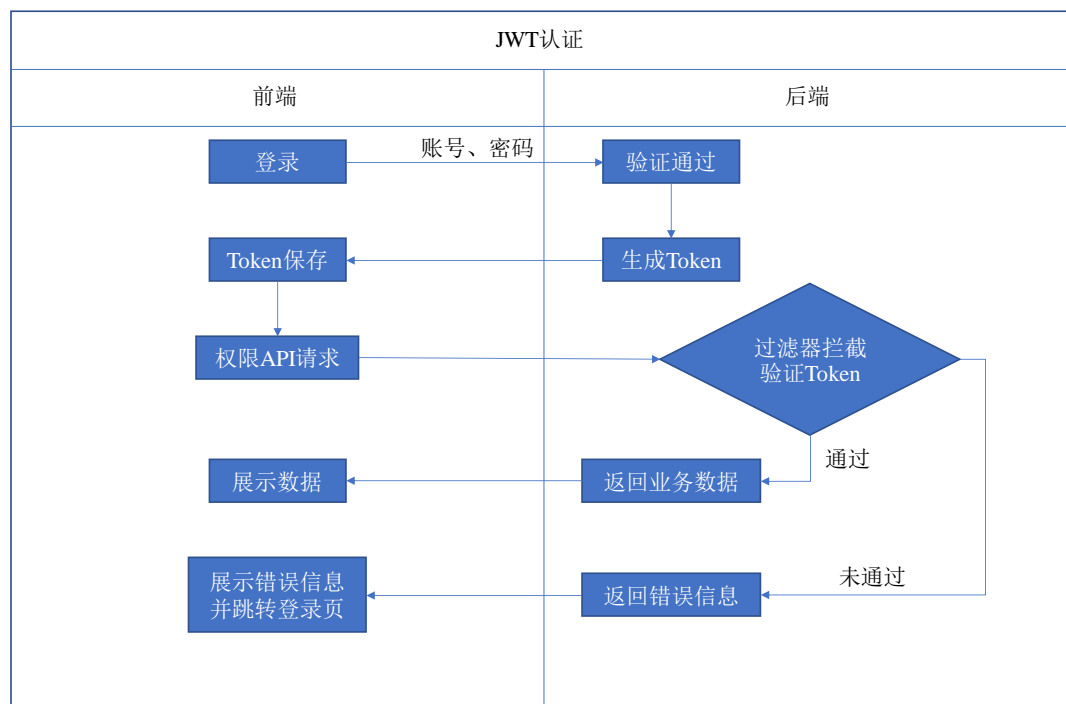 JWT认证
前端
后端
登录
账号、密码
验证通过
Token保存
生成Token
权限API请求
过滤器拦截
验证Token
通过
展示数据
返回业务数据
未通过
展示错误信息
并跳转登录页
返回错误信息